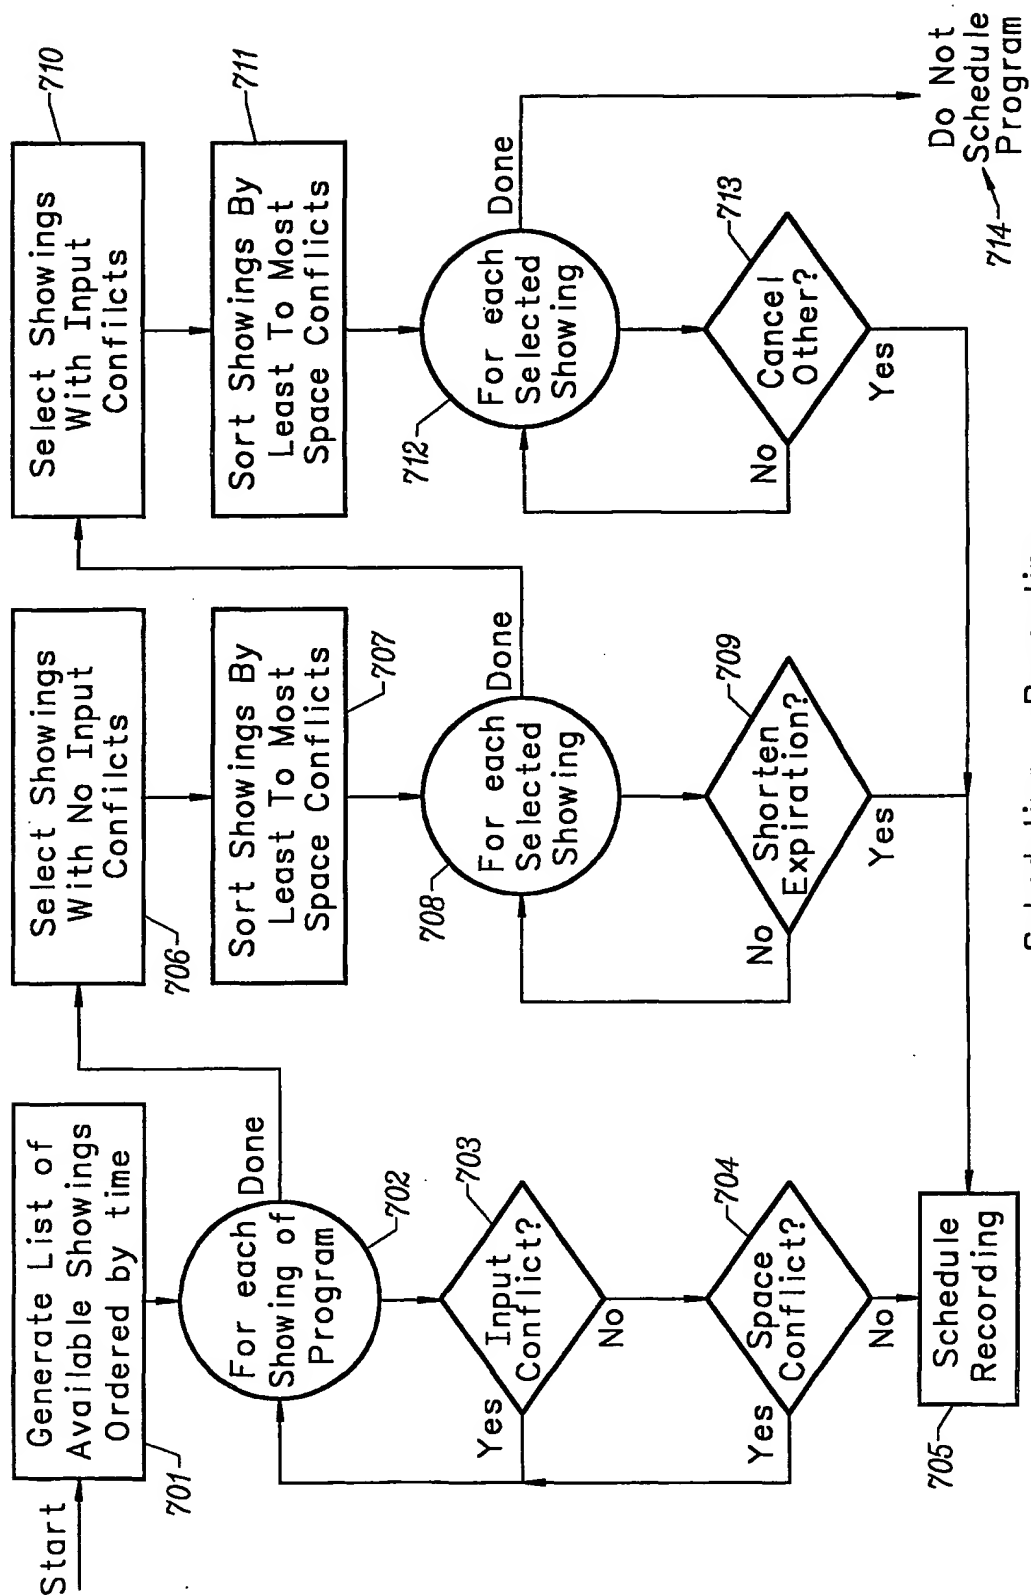 Start
Generate List of
Available Showings
Ordered by time
701
For each
Showing of
Program
Done
702
Input
Conflict?
703
Yes
No
Space
Conflict?
704
Yes
No
Schedule
Recording
705
Select Showings
With No Input
Confilcts
706
Sort Showings By
Least To Most
Space Conflicts
707
For each
Selected
Showing
Done
708
Shorten
Expiration?
709
No
Yes
Select Showings
With Input
Confilcts
710
Sort Showings By
Least To Most
Space Conflicts
711
For each
Selected
Showing
Done
712
Cancel
Other?
713
No
Yes
Do Not
Schedule
Program
714